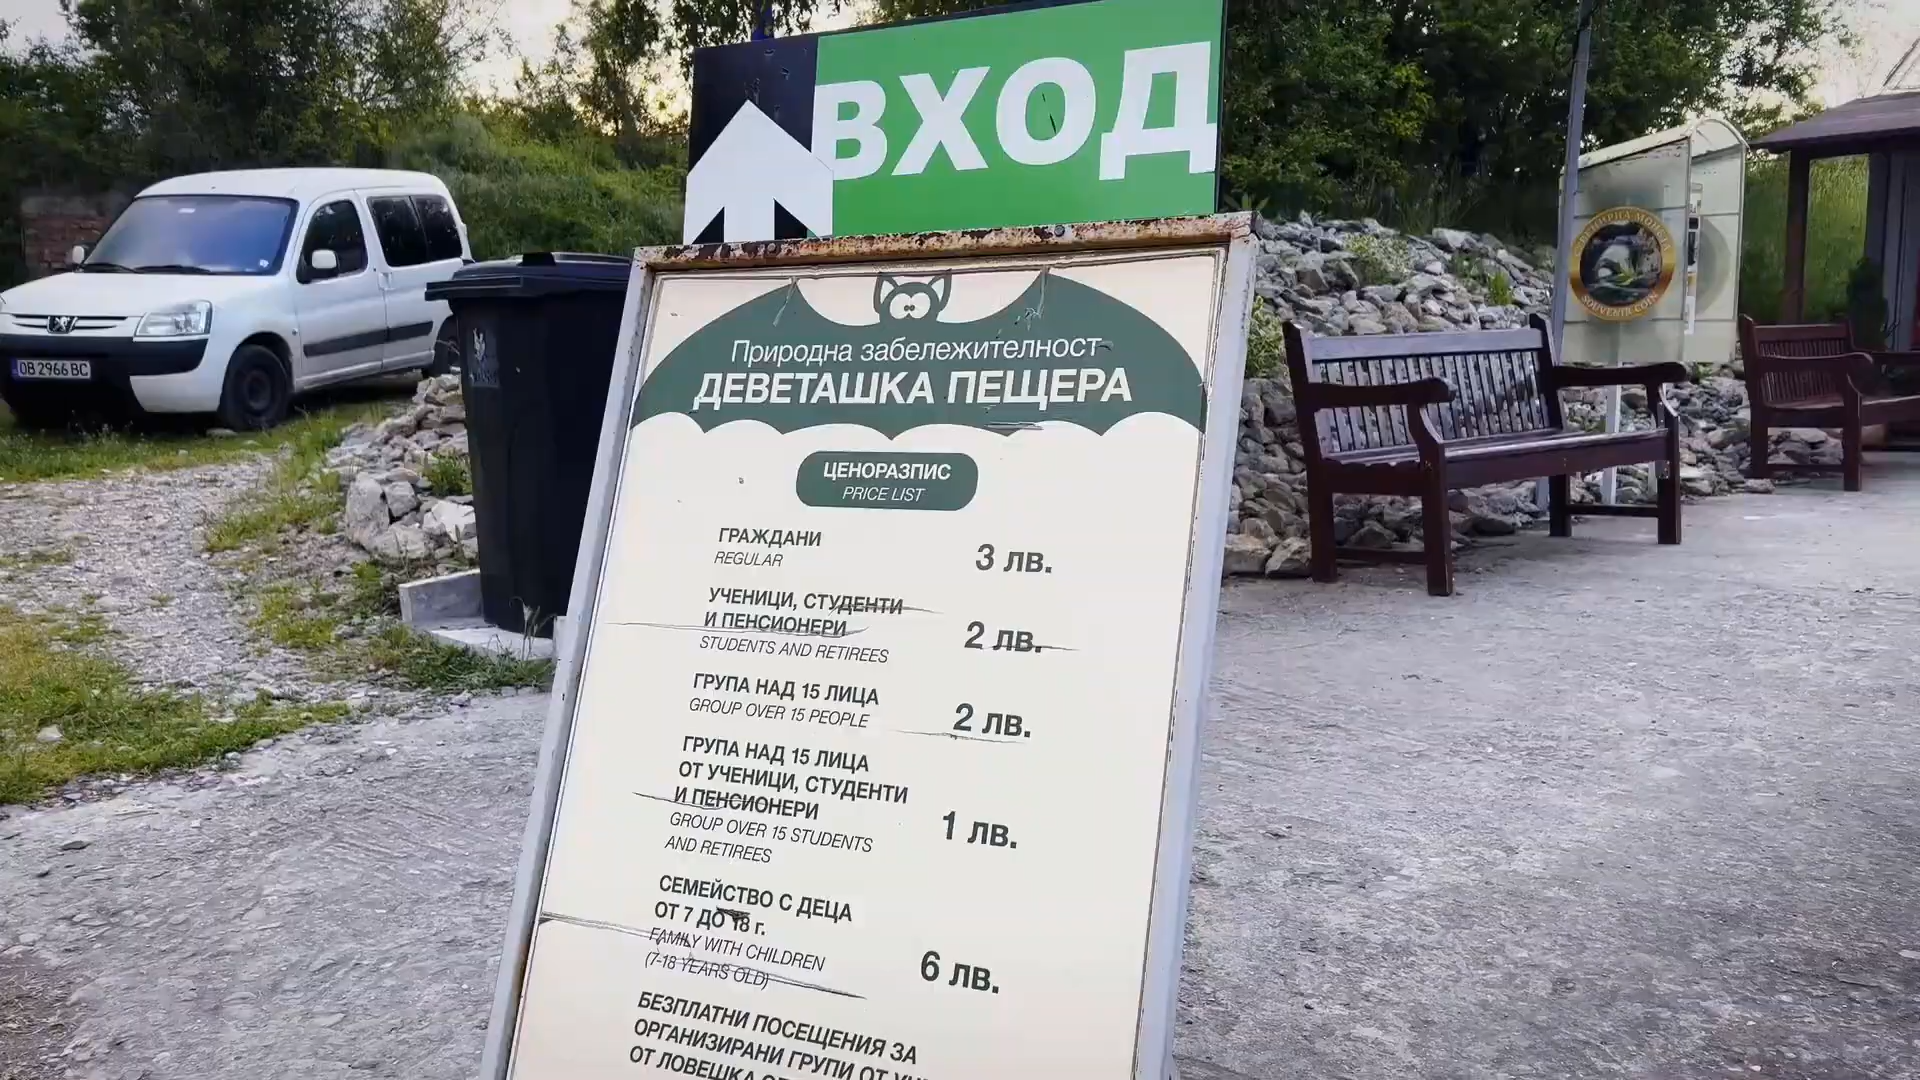 ВХОД
Природна забележителност
ДЕВЕТАШКА ПЕЩЕРА
ЦЕНОРАЗПИС
PRICE LIST
ГРАЖДАНИ
REGULAR
3 лв.
УЧЕНИЦИ, СТУДЕНТИ
И ПЕНСИОНЕРИ
STUDENTS AND RETIREES
2 лв.
ГРУПА НАД 15 ЛИЦА
GROUP OVER 15 PEOPLE
2 лв.
ГРУПА НАД 15 ЛИЦА
ОТ УЧЕНИЦИ, СТУДЕНТИ
И ПЕНСИОНЕРИ
GROUP OVER 15 STUDENTS
AND RETIREES
1 лв.
СЕМЕЙСТВО С ДЕЦА
ОТ 7 ДО 18 г.
FAMILY WITH CHILDREN
(7-18 YEARS OLD)
6 лв.
БЕЗПЛАТНИ ПОСЕЩЕНИЯ ЗА
ОРГАНИЗИРАНИ ГРУПИ ОТ
ОТ ЛОВЕШКА
OB 2966 BC
SOUVENIR COIN